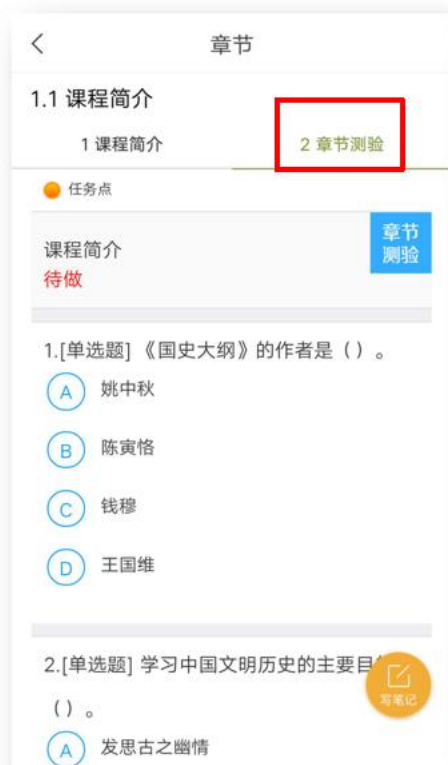 章节
1.1 课程简介
1 课程简介
2 章节测验
任务点
课程简介
章节
测验
待做
1.[单选题] 《国史大纲》的作者是（ ）。
A 姚中秋
B 陈寅恪
C 钱穆
D 王国维
2.[单选题] 学习中国文明历史的主要目
写笔记
（ ）。
A 发思古之幽情